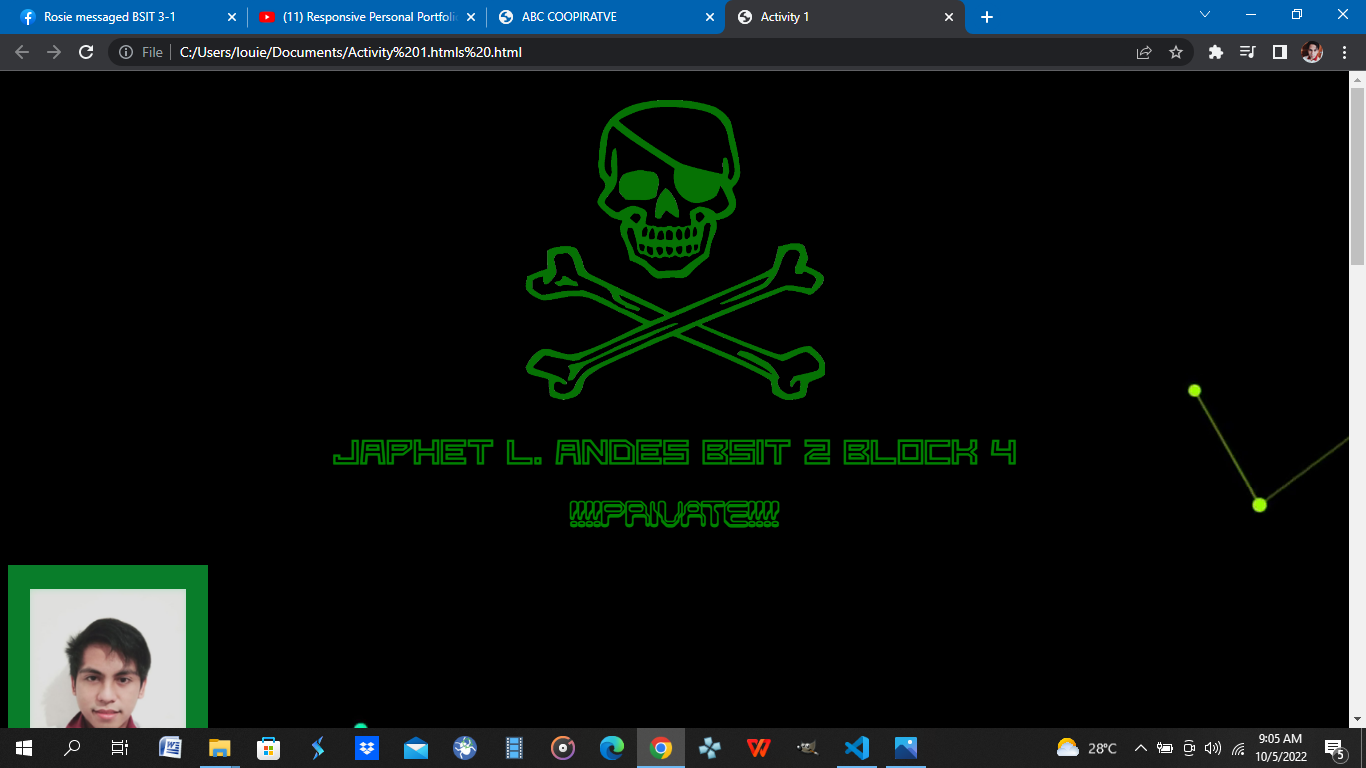 Rosie messaged BSIT 3-1
(11) Responsive Personal Portfolio
ABC COOPIRATVE
Activity 1
File
C:/Users/louie/Documents/Activity%201.htmls%20.html
JAPHET L. ANDES BSIT 2 BLOCK 4
!!!!PRIVATE!!!!
28°C
9:05 AM
10/5/2022
5